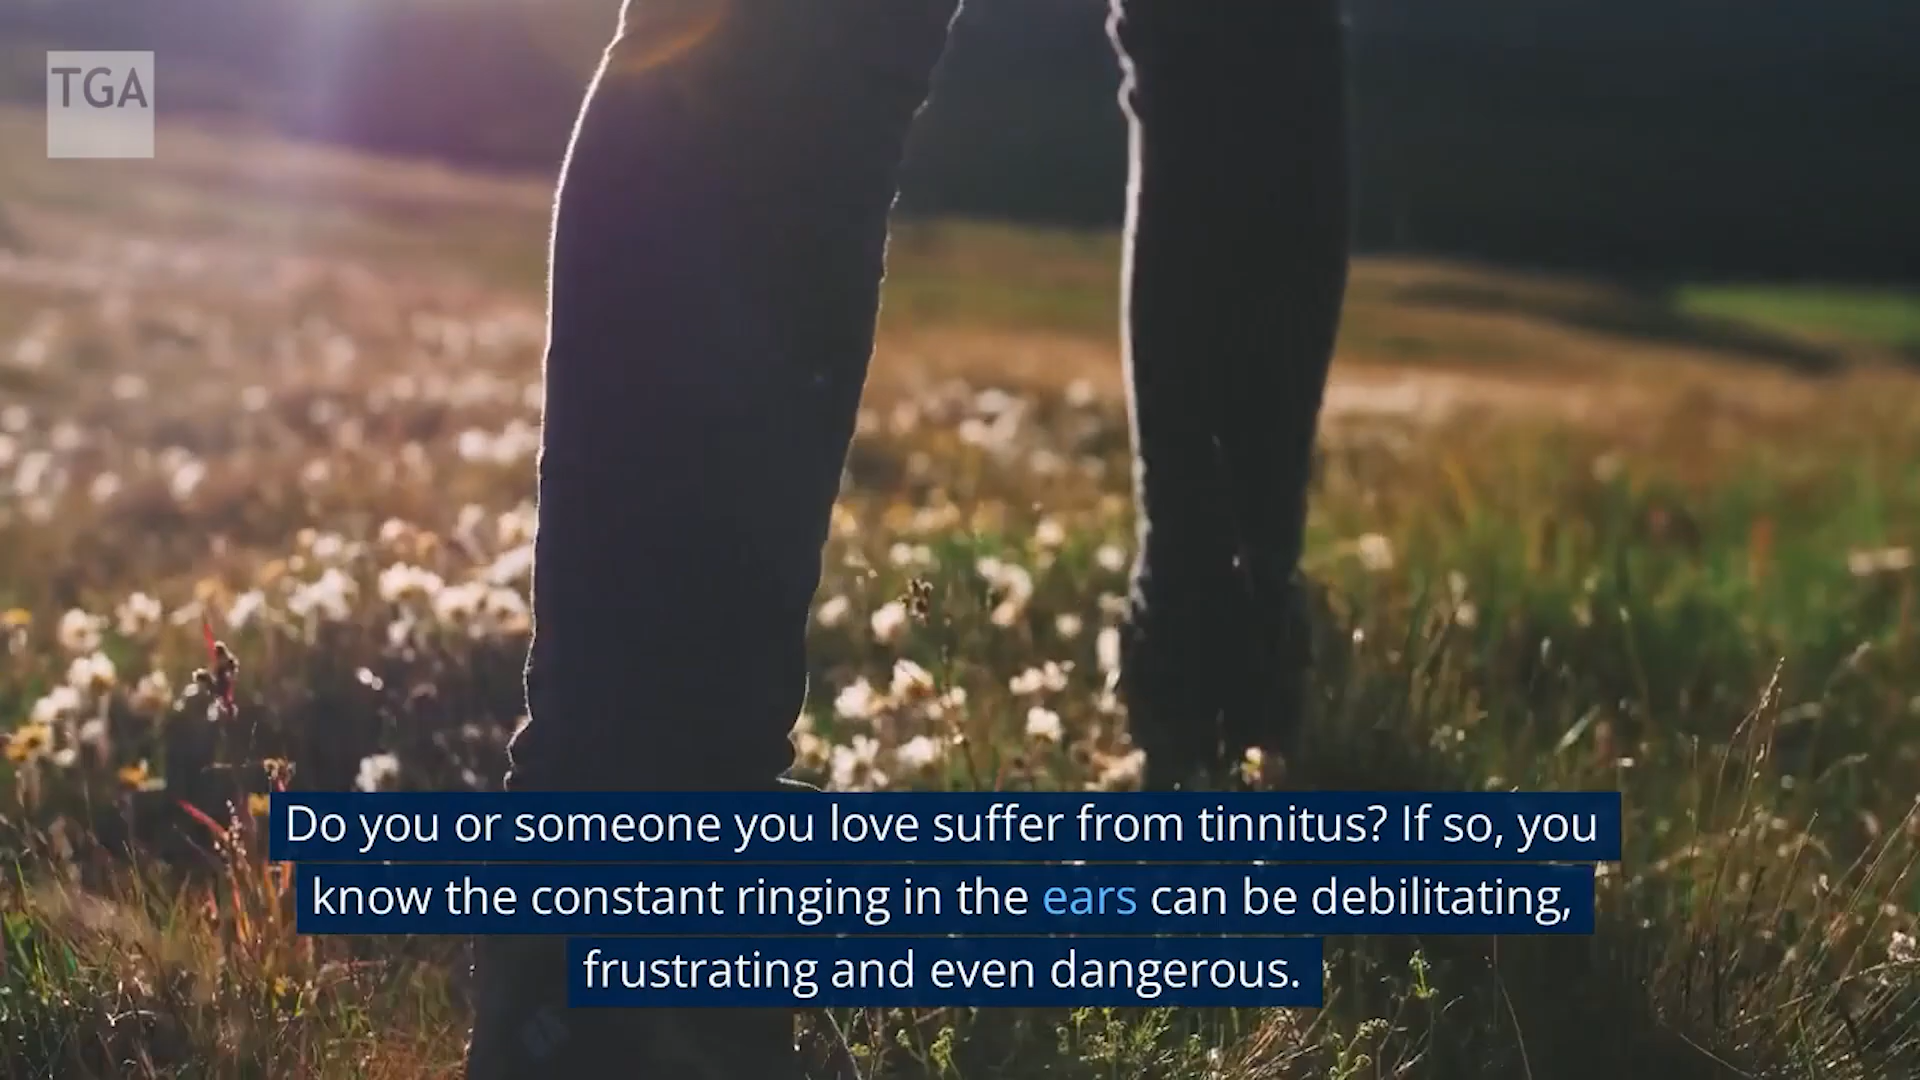 TGA
Do you or someone you love suffer from tinnitus? If so, you
know the constant ringing in the ears can be debilitating,
frustrating and even dangerous.